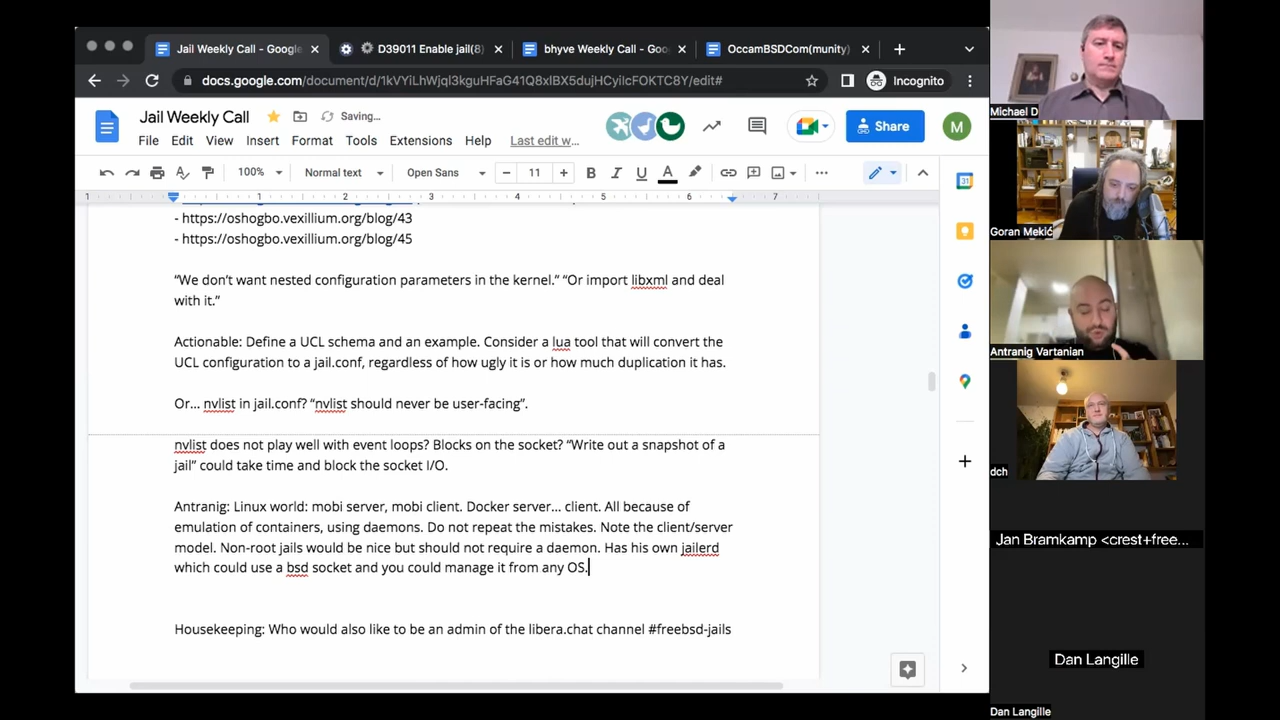 Jail Weekly Call - Google
D39011 Enable jail(8)
bhyve Weekly Call - Goo
OccamBSDCom(munity)
docs.google.com/document/d/1kVYiLhWjql3kguHFaG41Q8xIBX5dujHCyilcFOKTC8Y/edit#
Incognito
Jail Weekly Call
Saving...
File Edit View Insert Format Tools Extensions Help Last edit w...
Share
M
100% Normal text Open Sans 11 B I U A
1 1 2 3 4 5 6 7
- https://oshogbo.vexillium.org/blog/43
- https://oshogbo.vexillium.org/blog/45
“We don’t want nested configuration parameters in the kernel.” “Or import libxml and deal
with it.”
Actionable: Define a UCL schema and an example. Consider a lua tool that will convert the
UCL configuration to a jail.conf, regardless of how ugly it is or how much duplication it has.
Or... nvlist in jail.conf? “nvlist should never be user-facing”.
nvlist does not play well with event loops? Blocks on the socket? “Write out a snapshot of a
jail” could take time and block the socket I/O.
Antranig: Linux world: mobi server, mobi client. Docker server... client. All because of
emulation of containers, using daemons. Do not repeat the mistakes. Note the client/server
model. Non-root jails would be nice but should not require a daemon. Has his own jailerd
which could use a bsd socket and you could manage it from any OS.
Housekeeping: Who would also like to be an admin of the libera.chat channel #freebsd-jails
Michael D
Goran Mekić
Antranig Vartanian
dch
Jan Bramkamp <crest+free...
Dan Langille
Dan Langille